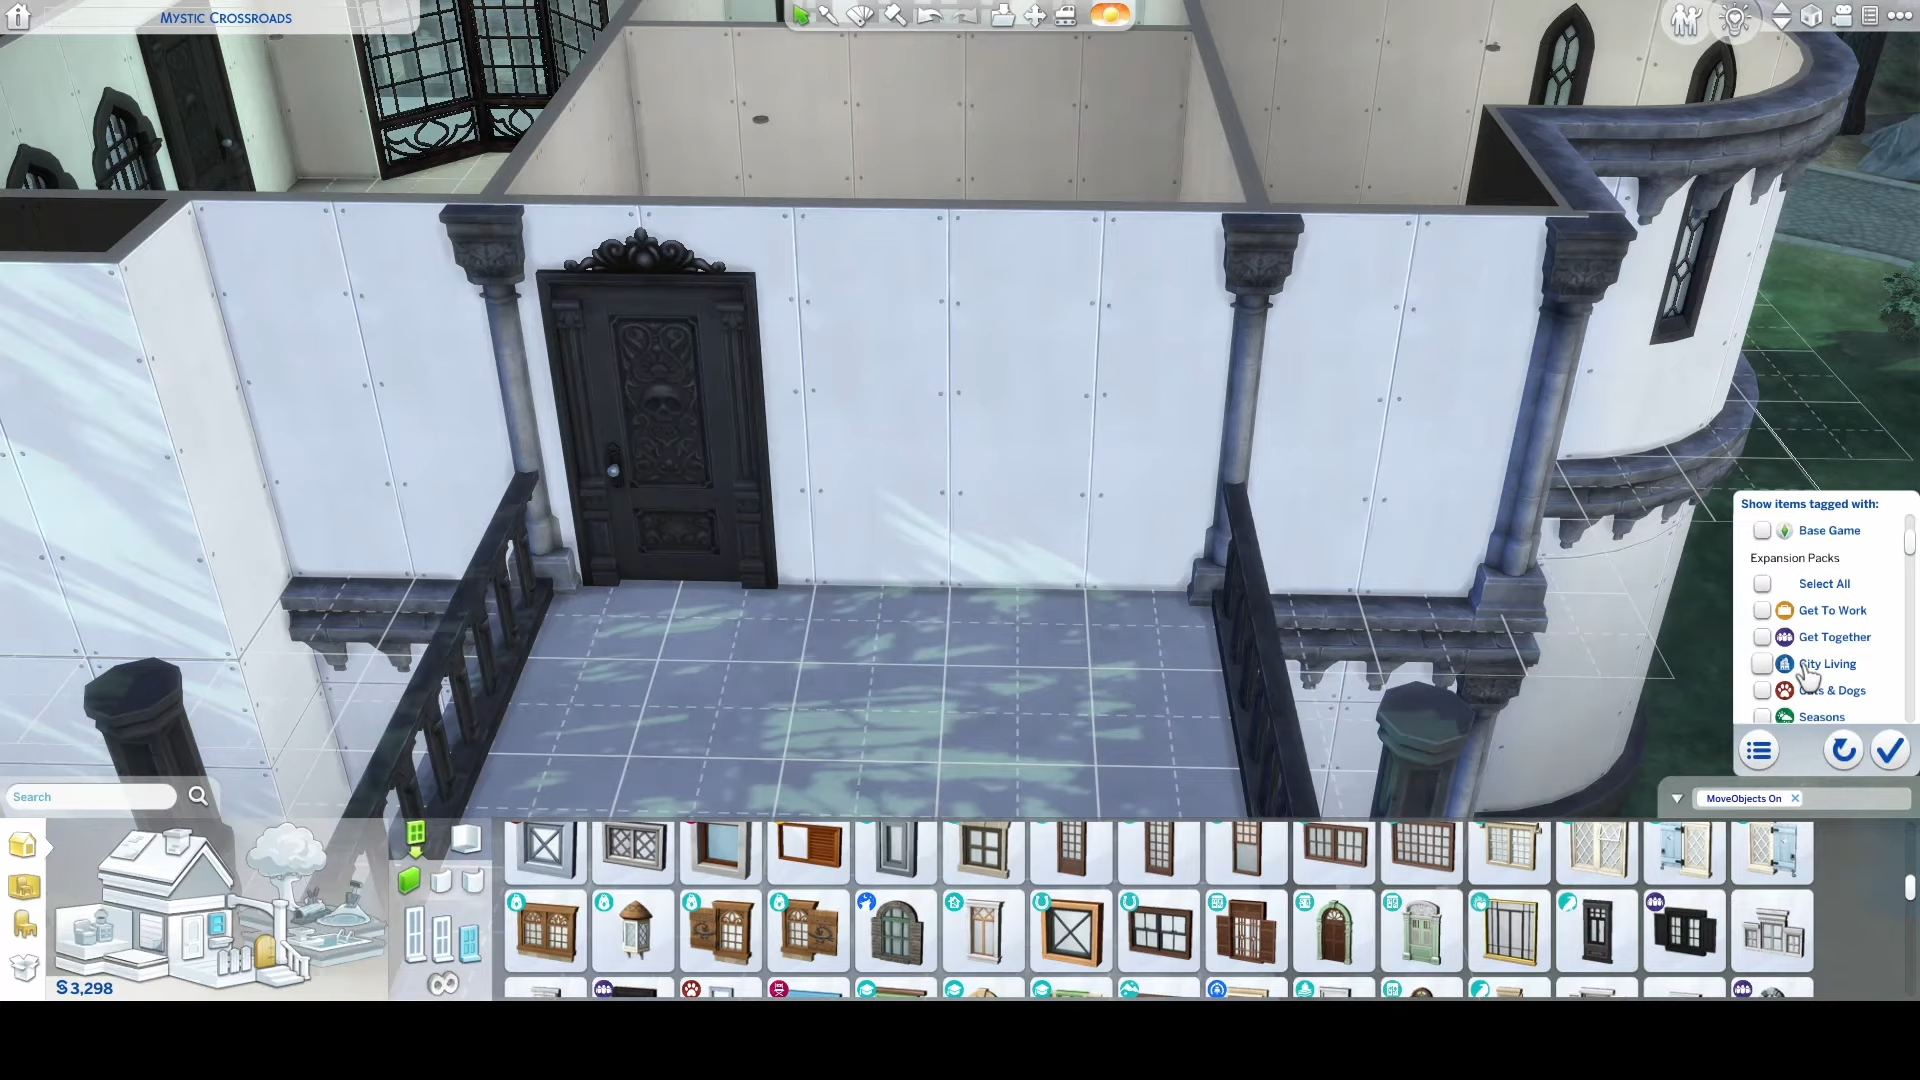 Mystic Crossroads
Show items tagged with:
Base Game
Expansion Packs
Select All
Get To Work
Get Together
City Living
Cats & Dogs
Seasons
Search
MoveObjects On
§3,298